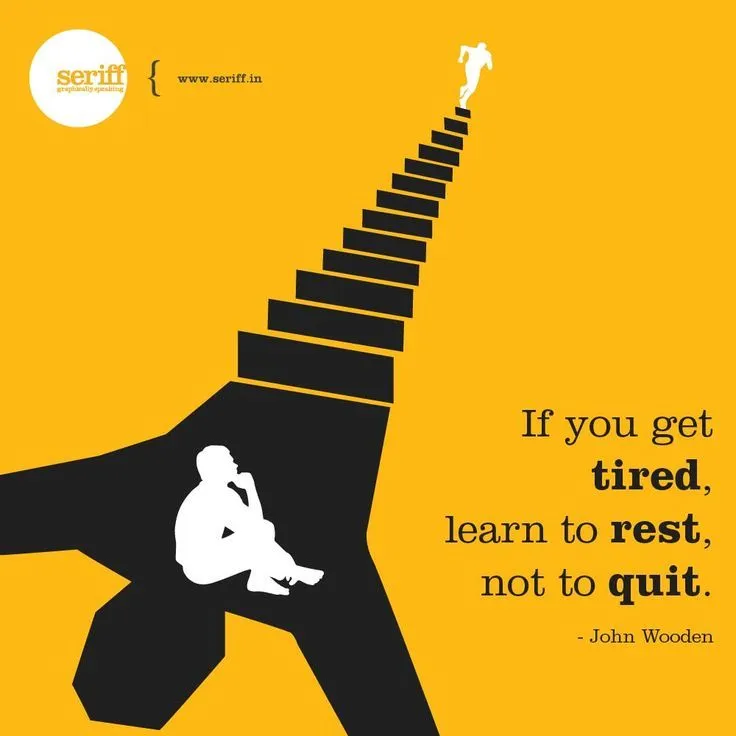 seriff
graphically speaking
{ www.seriff.in
If you get
tired,
learn to rest,
not to quit.
- John Wooden